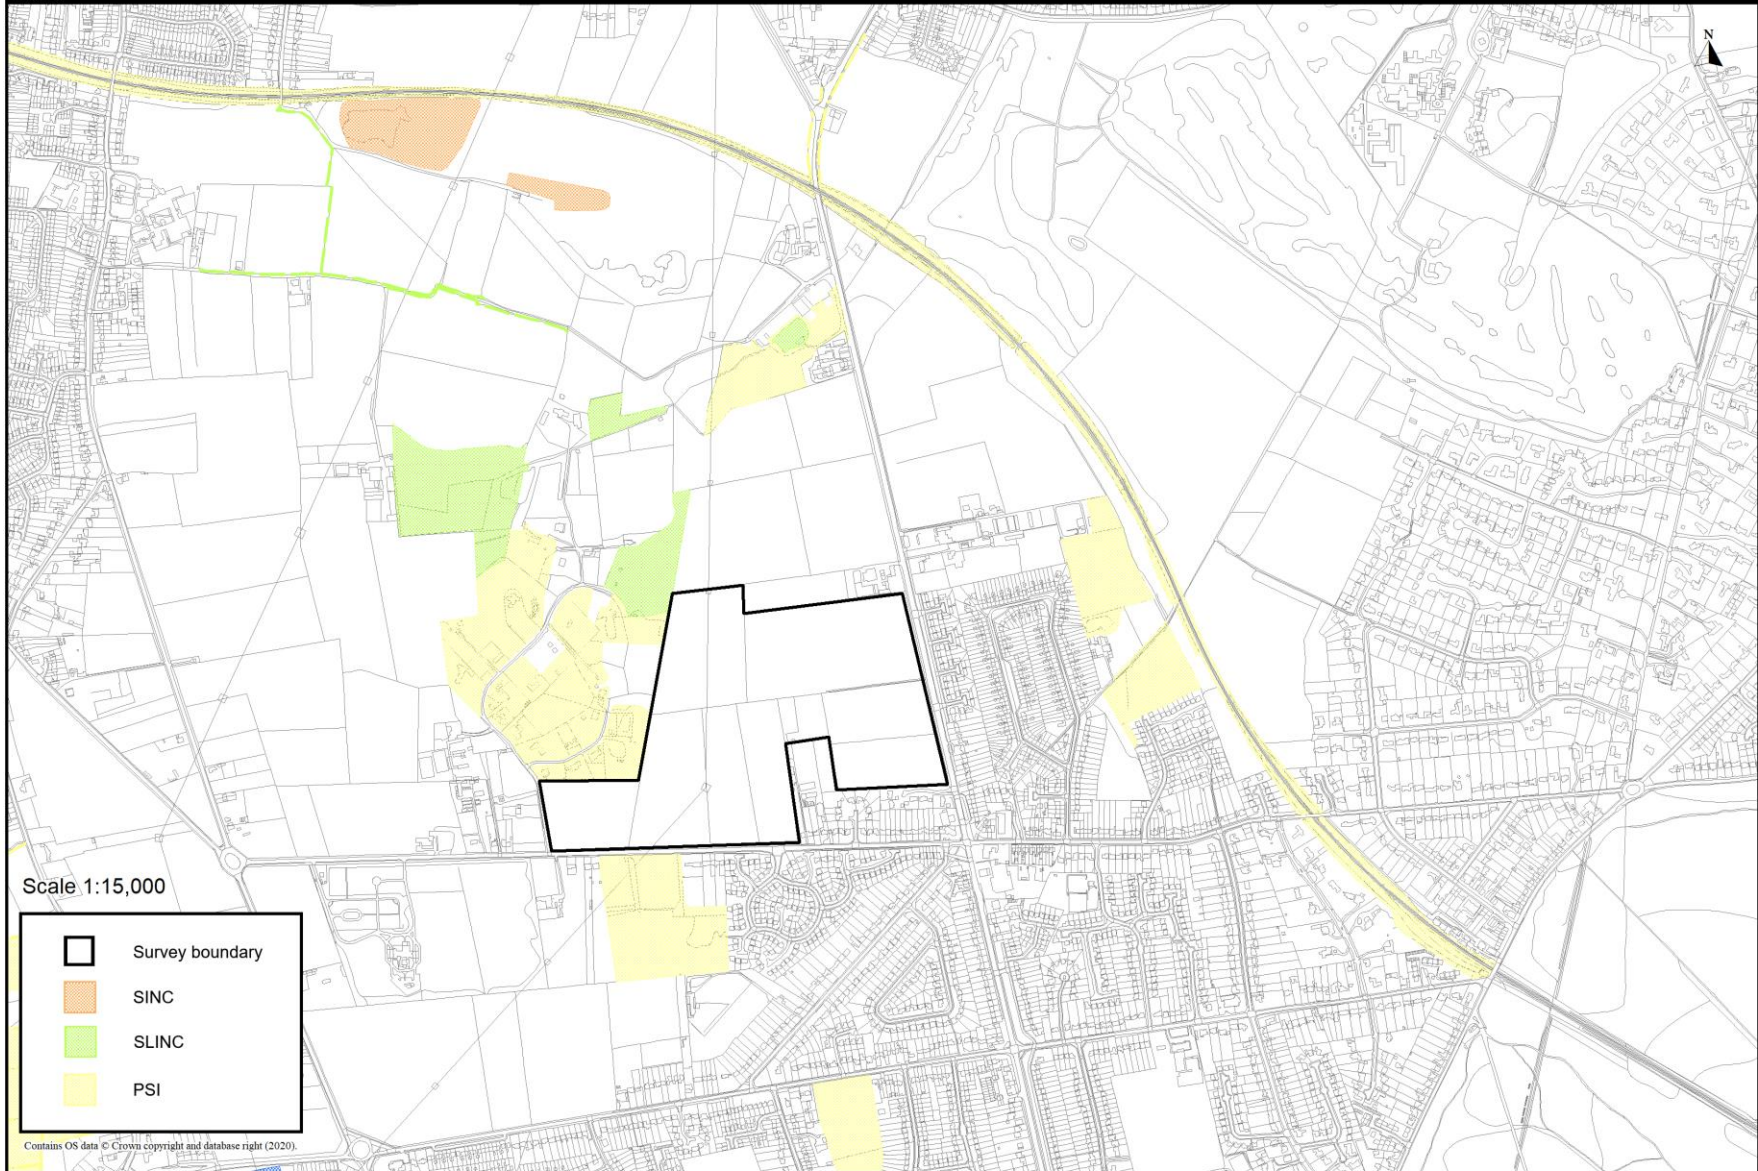 N
Scale 1:15,000
Survey boundary
SINC
SLINC
PSI
Contains OS data © Crown copyright and database right (2020).